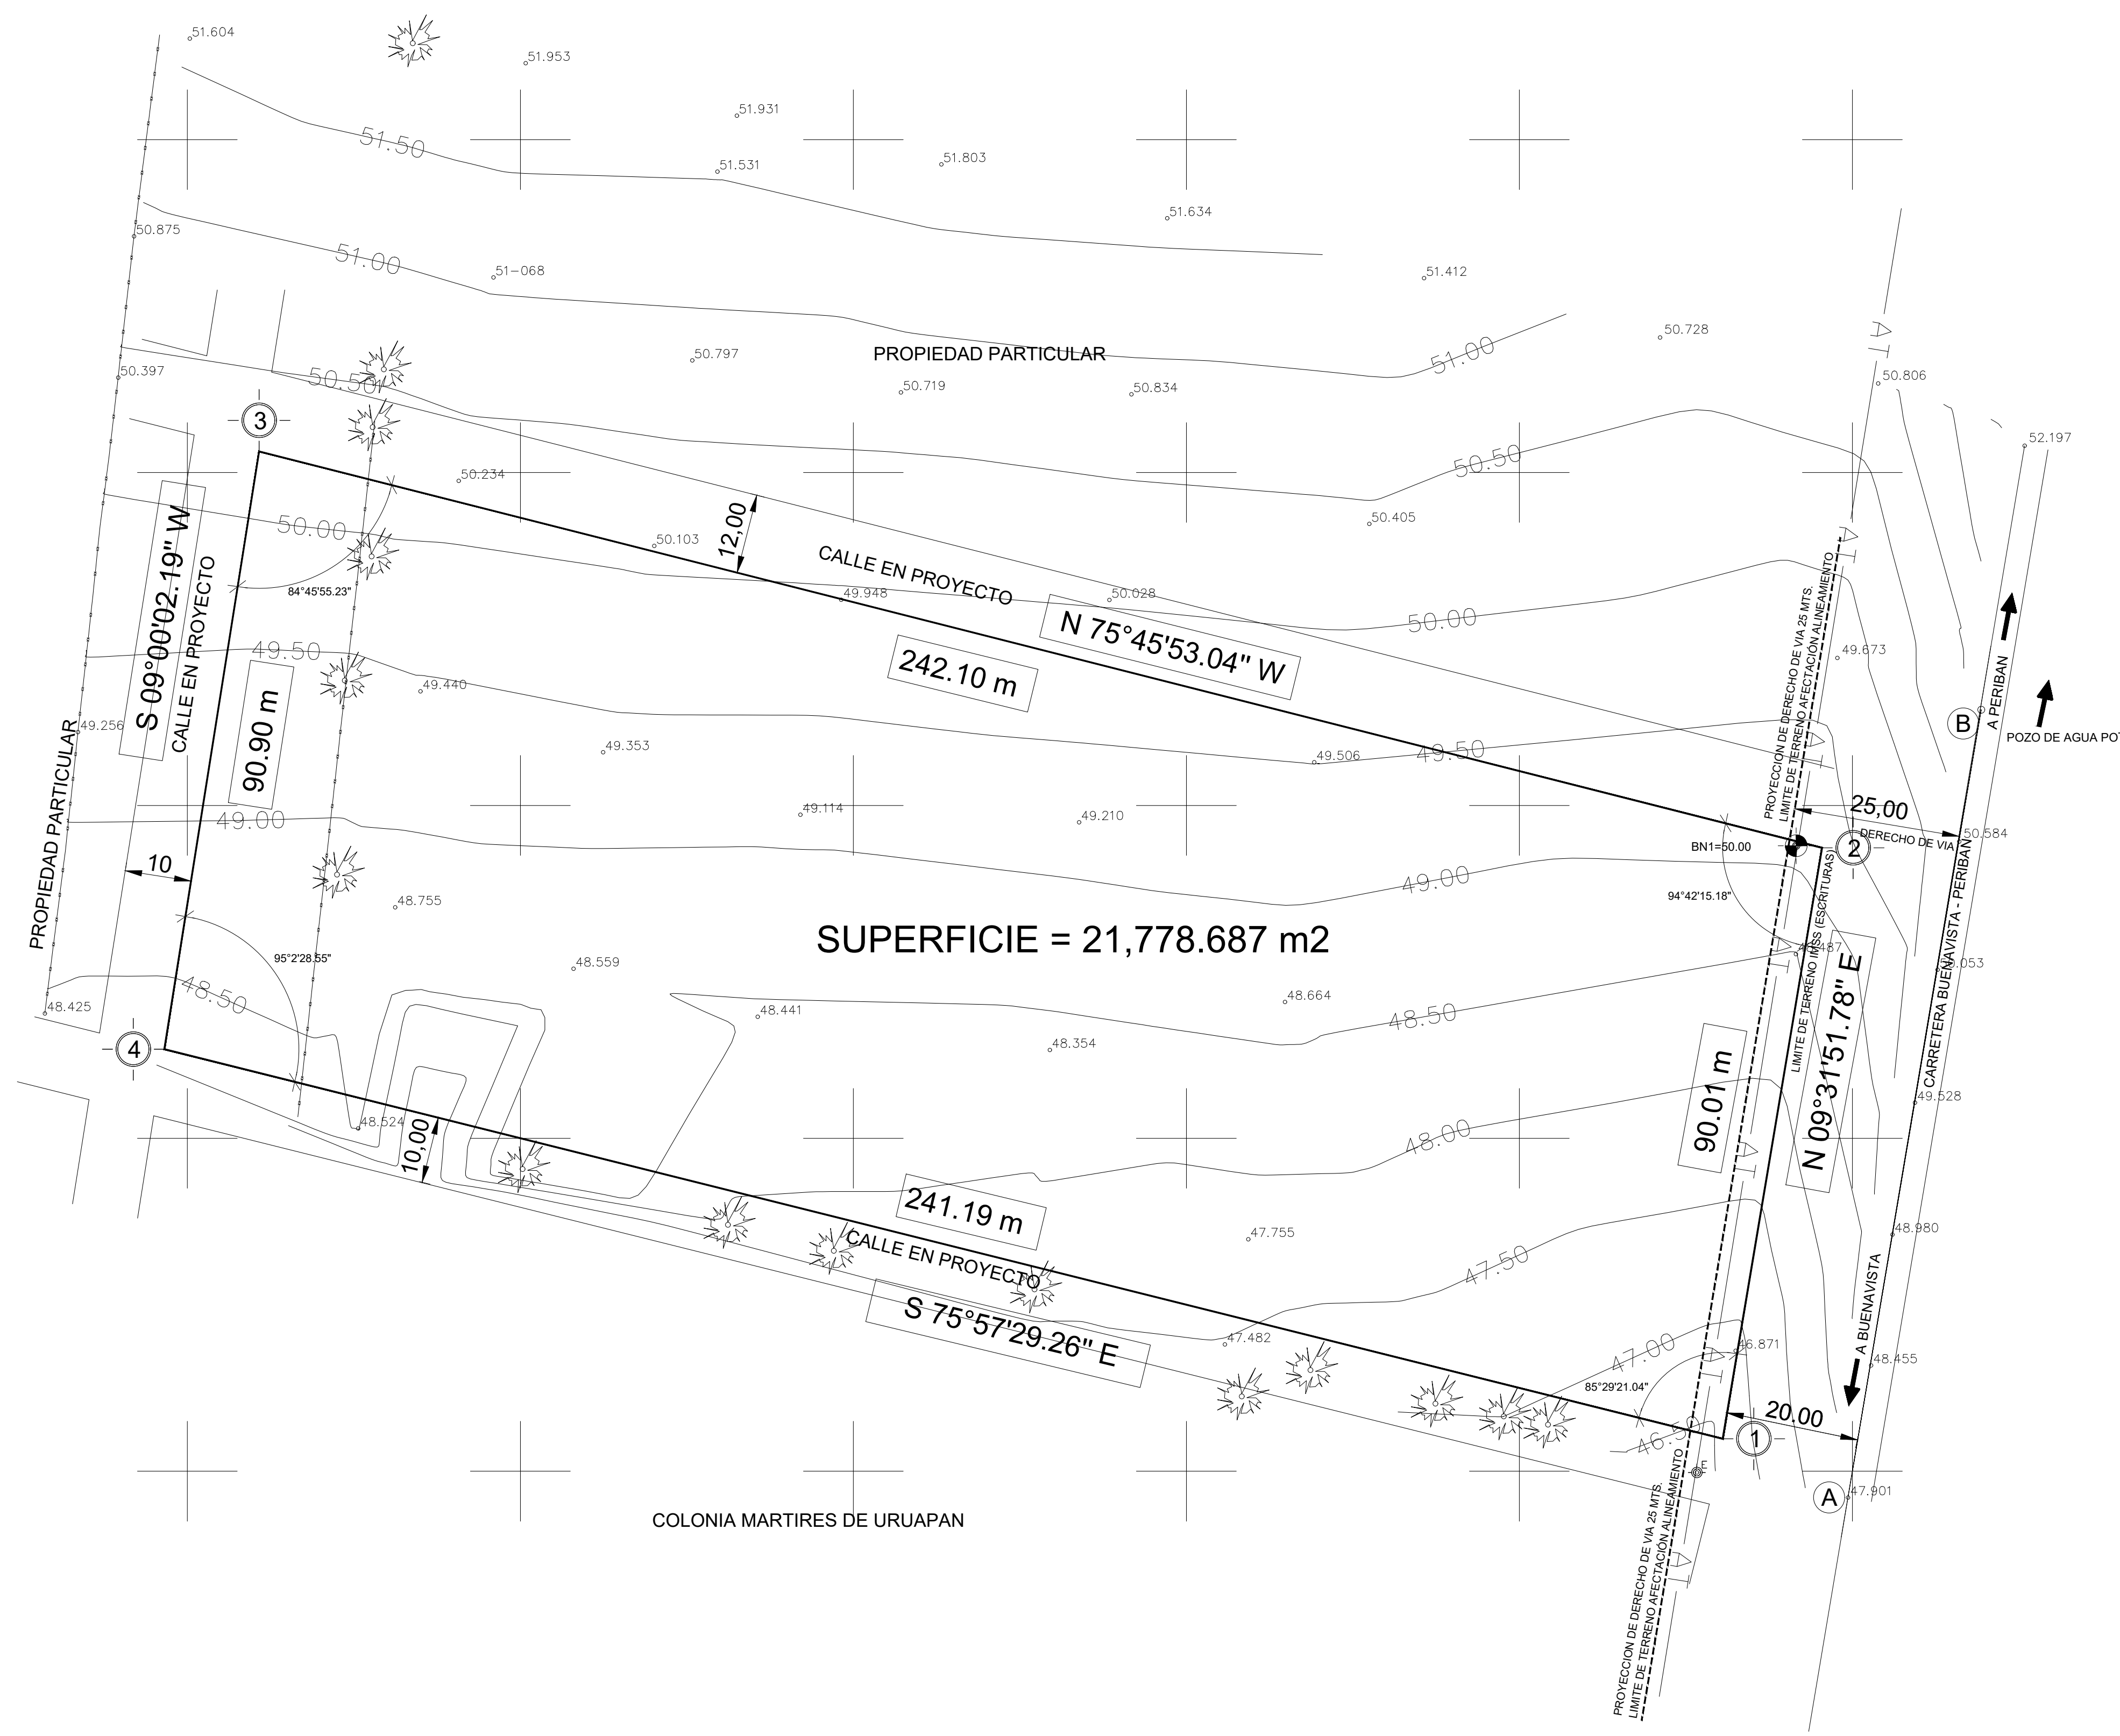 51.604
51.953
51.931
51.50
51.531
51.803
51.634
50.875
51.00
51-068
51.412
50.728
50.797
PROPIEDAD PARTICULAR
51.00
50.397
50.50
50.719
50.834
50.806
3
52.197
50.50
50.234
50.405
12,00
S 09°00'02.19" W
CALLE EN PROYECTO
50.00
50.103
CALLE EN PROYECTO
84°45'55.23"
49.948
50.028
50.00
N 75°45'53.04" W
242.10 m
PROYECCION DE DERECHO DE VIA 25 MTS.
LIMITE DE TERRENO AFECTACIÓN ALINEAMIENTO
49.673
49.50
49.440
90.90 m
49.256
49.353
49.506
49.50
A PERIBAN
B
POZO DE AGUA
PROPIEDAD PARTICULAR
49.00
49.114
49.210
25,00
DERECHO DE VIA
50.584
BN1=50.00
2
10
49.00
94°42'15.18"
48.755
SUPERFICIE = 21,778.687 m2
LIMITE DE TERRENO IMSS (ESCRITURAS)
CARRETERA BUENAVISTA - PERIBAN
95°2'28.55"
48.559
48.50
48.425
48.441
48.664
48.50
48.354
4
90.01 m
N 09°31'51.78" E
49.528
48.524
10,00
48.00
241.19 m
CALLE EN PROYECTO
47.755
48.980
47.50
S 75°57'29.26" E
47.482
A BUENAVISTA
47.00
46.871
48.455
85°29'21.04"
20.00
46.50
1
E
A
47.901
COLONIA MARTIRES DE URUAPAN
PROYECCION DE DERECHO DE VIA 25 MTS.
LIMITE DE TERRENO AFECTACIÓN ALINEAMIENTO